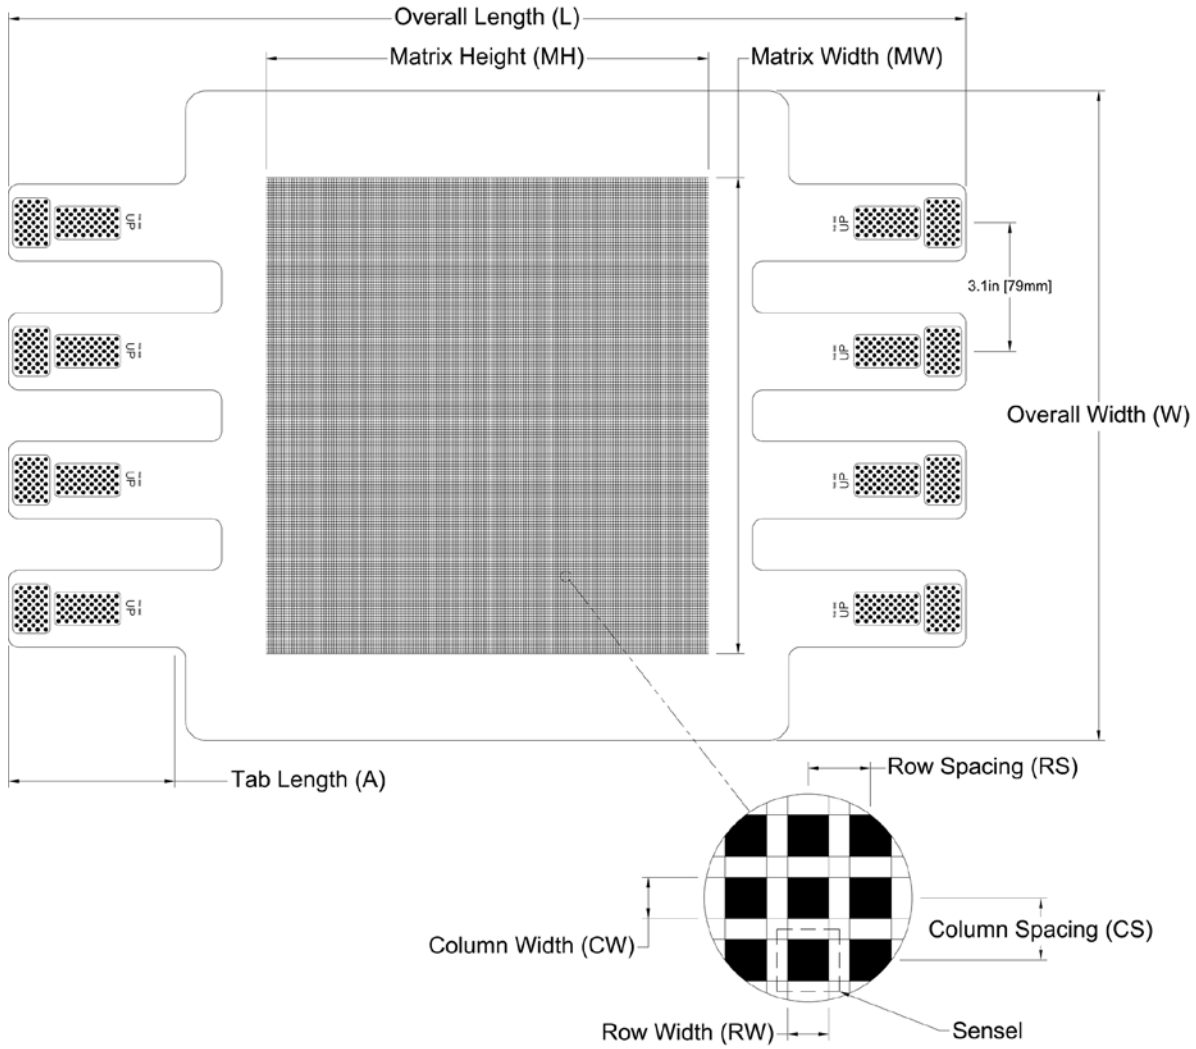 Overall Length (L)
Matrix Height (MH)
Matrix Width (MW)
UP
UP
3.1in [79mm]
UP
UP
Overall Width (W)
UP
UP
UP
UP
Tab Length (A)
Row Spacing (RS)
Column Spacing (CS)
Column Width (CW)
Row Width (RW)
Sensel